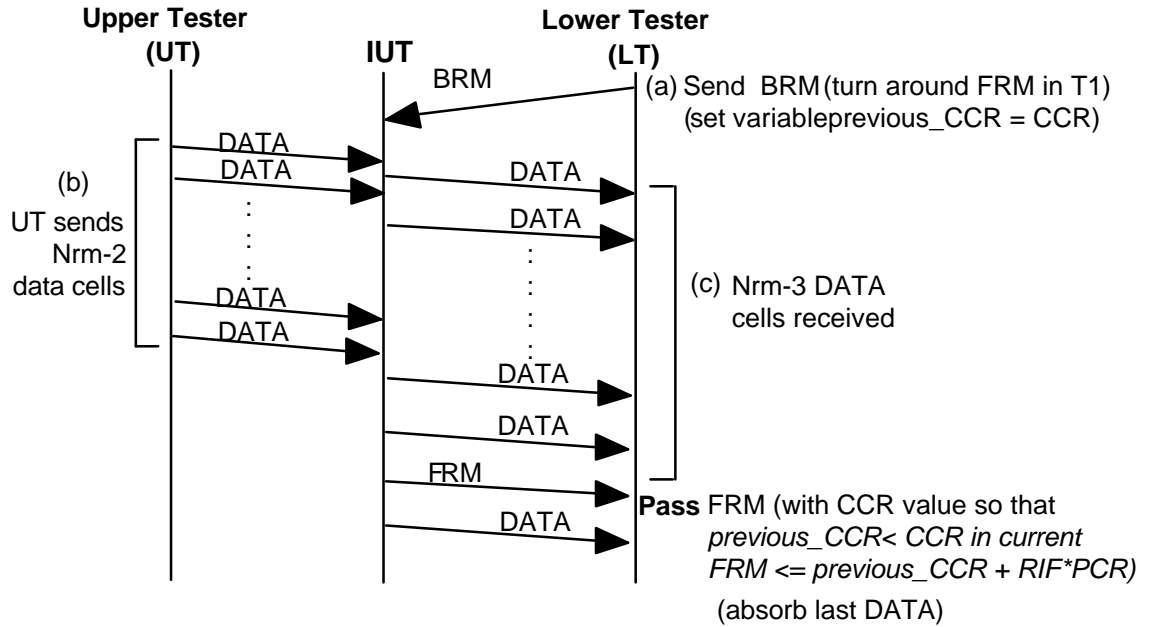 Upper Tester
(UT)
IUT
Lower Tester
(LT)
BRM
(a) Send BRM (turn around FRM in T1)
(set variableprevious_CCR = CCR)
DATA
DATA
DATA
DATA
(b)
UT sends
Nrm-2
data cells
DATA
DATA
(c) Nrm-3 DATA
cells received
DATA
DATA
FRM
DATA
Pass FRM (with CCR value so that
previous_CCR< CCR in current
FRM <= previous_CCR + RIF*PCR)
(absorb last DATA)